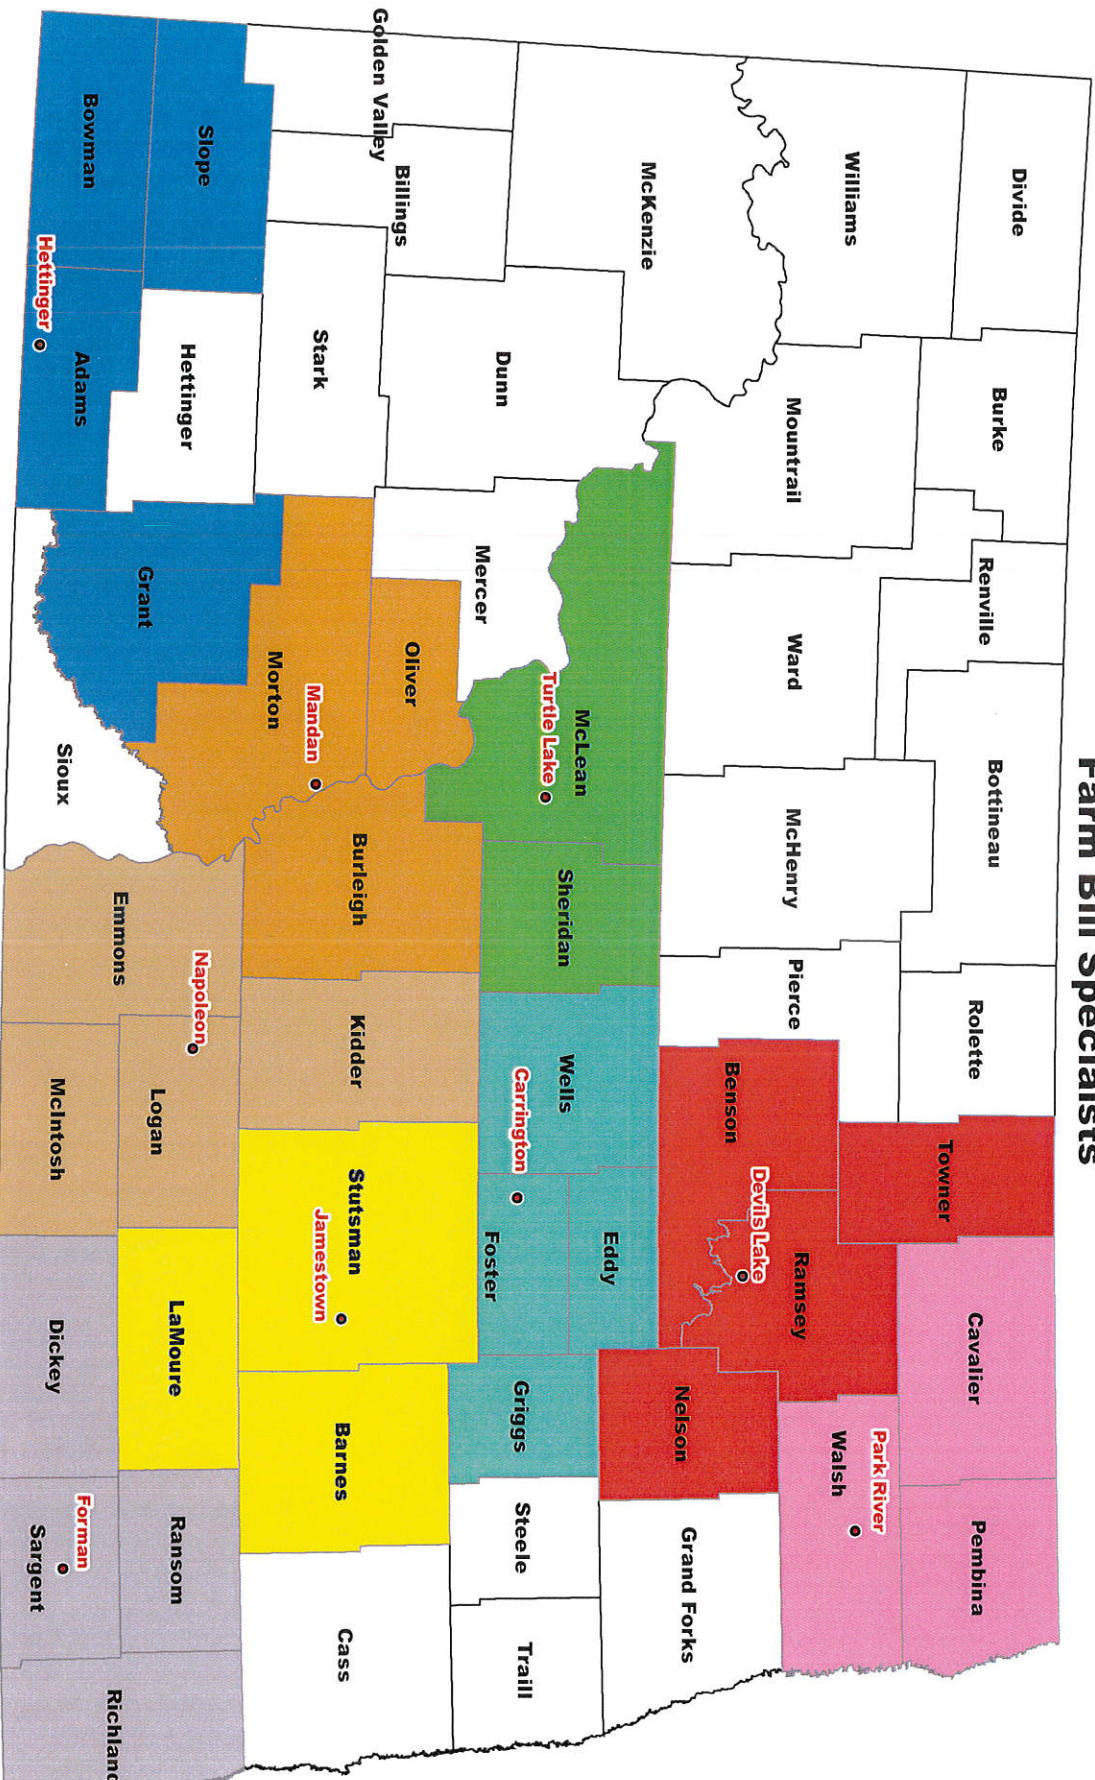 Farm Bill Specialists
Divide
Burke
Renville
Bottineau
Rolette
Towner
Cavalier
Pembina
Williams
Mountrail
Ward
McHenry
Pierce
Benson
Ramsey
Devils Lake
Walsh
Park River
McKenzie
Nelson
Grand Forks
Golden Valley
Billings
Dunn
Mercer
McLean
Turtle Lake
Sheridan
Wells
Carrington
Eddy
Foster
Griggs
Steele
Traill
Stark
Oliver
Morton
Mandan
Burleigh
Kidder
Stutsman
Jamestown
Barnes
Cass
Slope
Hettinger
Grant
Bowman
Adams
Hettinger
Sioux
Emmons
Napoleon
Logan
LaMoure
Ransom
McIntosh
Dickey
Forman
Sargent
Richland